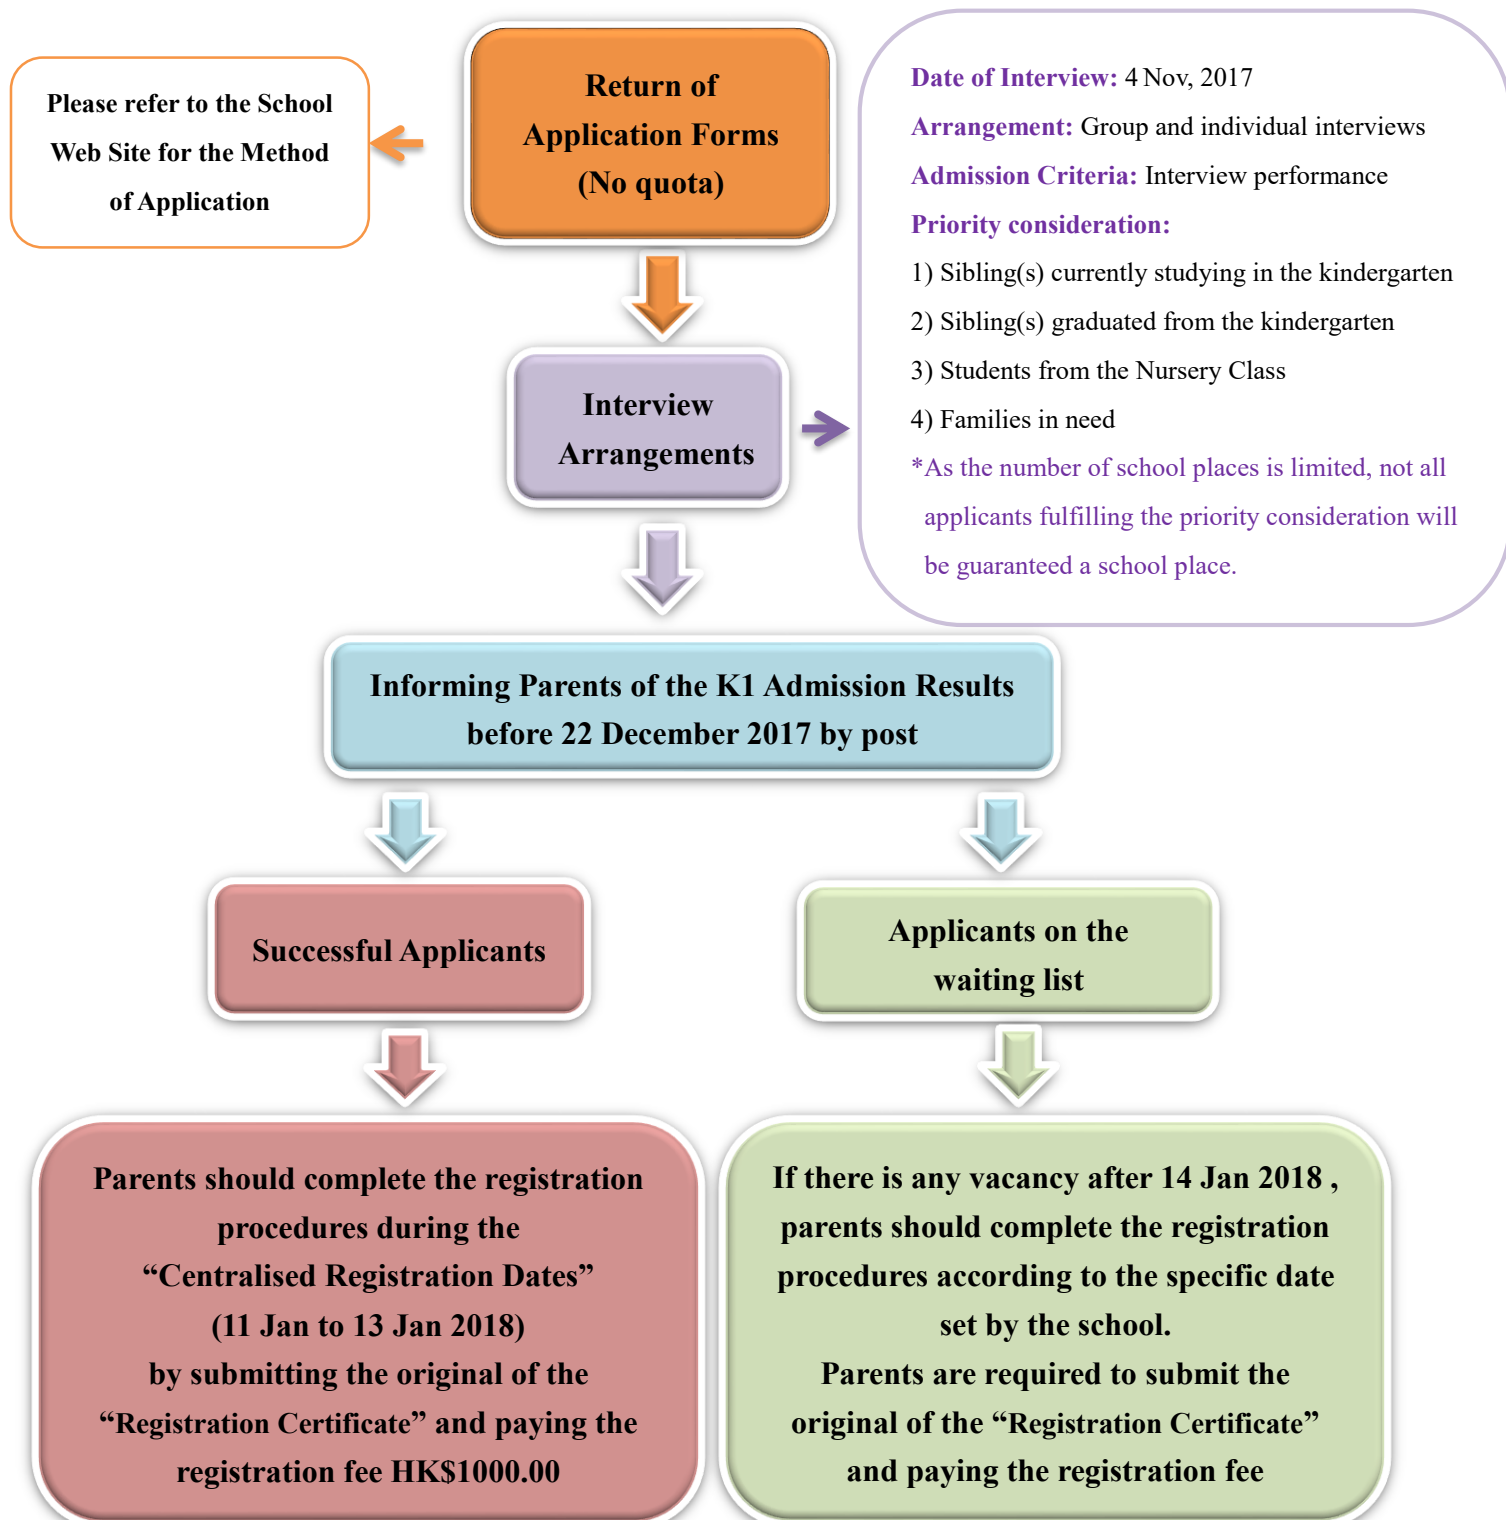 Please refer to the School
Web Site for the Method
of Application
Return of
Application Forms
(No quota)
Date of Interview: 4 Nov, 2017
Arrangement: Group and individual interviews
Admission Criteria: Interview performance
Priority consideration:
1) Sibling(s) currently studying in the kindergarten
2) Sibling(s) graduated from the kindergarten
3) Students from the Nursery Class
4) Families in need
*As the number of school places is limited, not all
applicants fulfilling the priority consideration will
be guaranteed a school place.
Interview
Arrangements
Informing Parents of the K1 Admission Results
before 22 December 2017 by post
Successful Applicants
Applicants on the
waiting list
Parents should complete the registration
procedures during the
“Centralised Registration Dates”
(11 Jan to 13 Jan 2018)
by submitting the original of the
“Registration Certificate” and paying the
registration fee HK$1000.00
If there is any vacancy after 14 Jan 2018 ,
parents should complete the registration
procedures according to the specific date
set by the school.
Parents are required to submit the
original of the “Registration Certificate”
and paying the registration fee